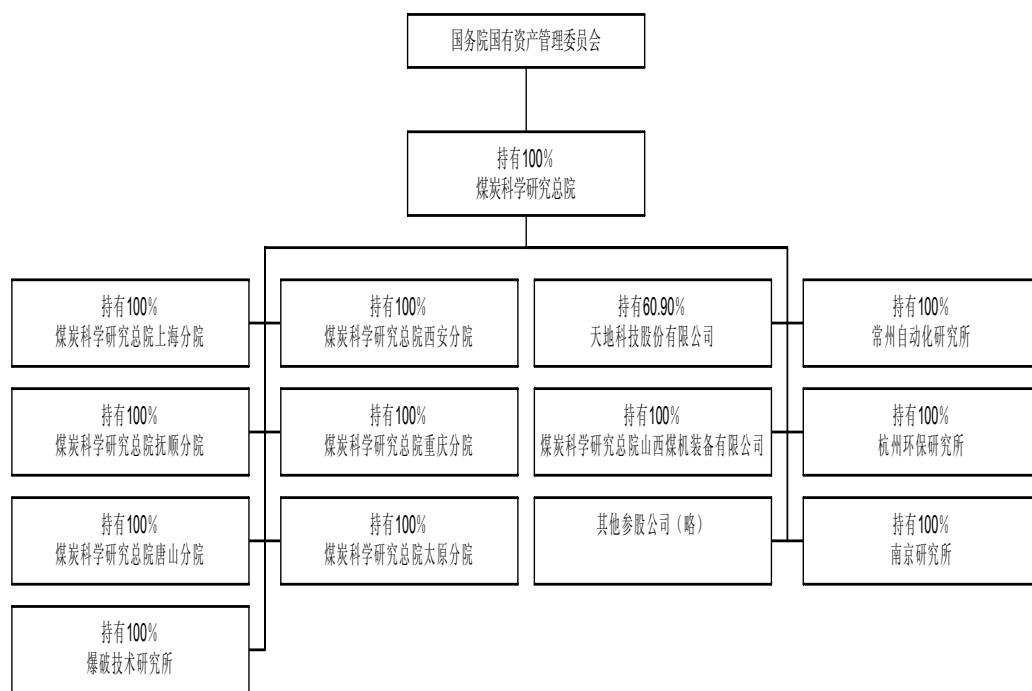 国务院国有资产管理委员会
持有100%
煤炭科学研究总院
持有100%
煤炭科学研究总院上海分院
持有100%
煤炭科学研究总院西安分院
持有60.90%
天地科技股份有限公司
持有100%
常州自动化研究所
持有100%
煤炭科学研究总院抚顺分院
持有100%
煤炭科学研究总院重庆分院
持有100%
煤炭科学研究总院山西煤机装备有限公司
持有100%
杭州环保研究所
持有100%
煤炭科学研究总院唐山分院
持有100%
煤炭科学研究总院太原分院
其他参股公司（略）
持有100%
南京研究所
持有100%
爆破技术研究所